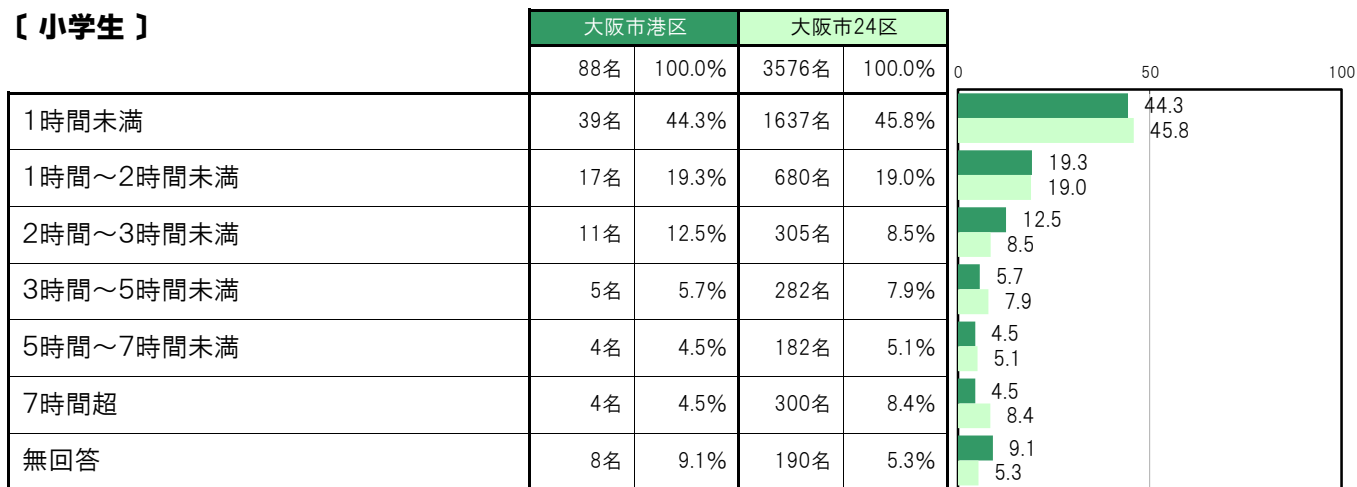 〔 小学生 〕
大阪市港区 大阪市24区
88名 100.0% 3576名 100.0% 0 50 100
1時間未満 39名 44.3% 1637名 45.8% 44.3
45.8
1時間～2時間未満 17名 19.3% 680名 19.0% 19.3
19.0
2時間～3時間未満 11名 12.5% 305名 8.5% 12.5
8.5
3時間～5時間未満 5名 5.7% 282名 7.9% 5.7
7.9
5時間～7時間未満 4名 4.5% 182名 5.1% 4.5
5.1
7時間超 4名 4.5% 300名 8.4% 4.5
8.4
無回答 8名 9.1% 190名 5.3% 9.1
5.3